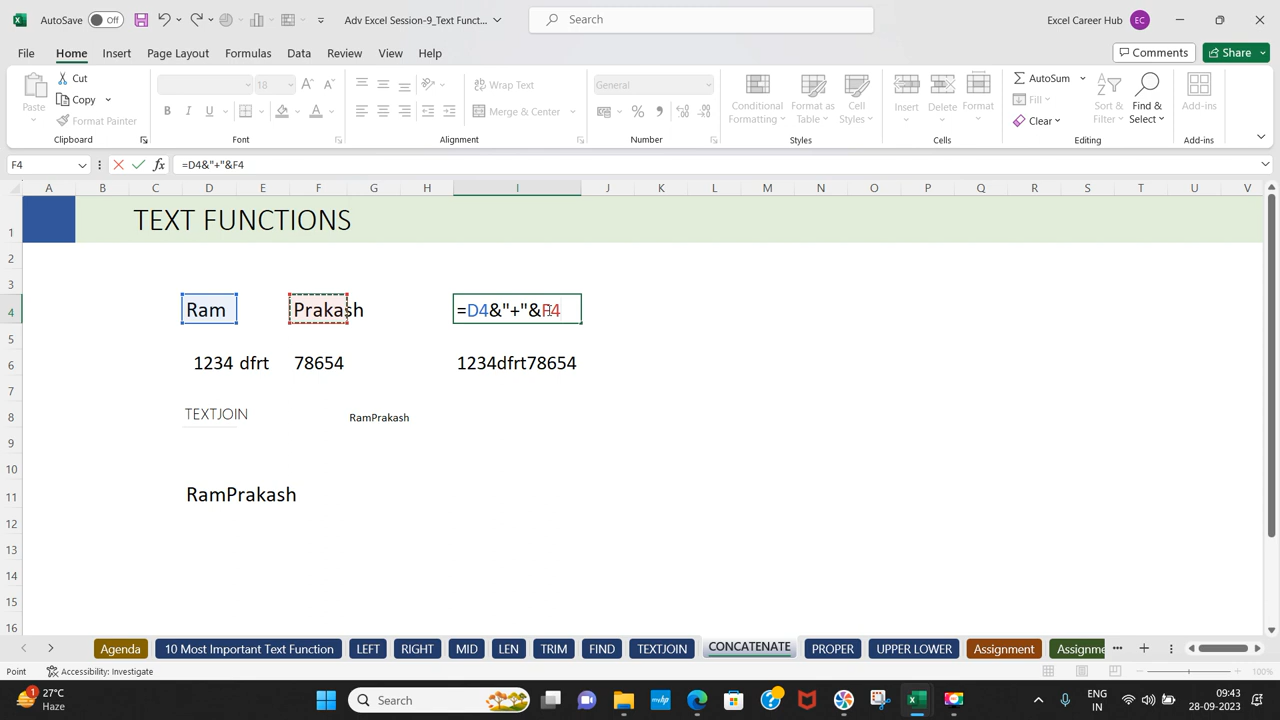 AutoSave Off Adv Excel Session-9_Text Funct... Search Excel Career Hub EC
File Home Insert Page Layout Formulas Data Review View Help Comments Share
Paste Cut Copy Format Painter Clipboard
18 A A B I U A Font
Wrap Text Merge & Center Alignment
General % Number
Conditional Formatting Format as Table Cell Styles Styles
Insert Delete Format Cells
AutoSum Fill Clear Sort & Filter Find & Select Editing
Add-ins Add-ins
F4 fx =D4&"+"&F4
A B C D E F G H I J K L M N O P Q R S T U V
1 TEXT FUNCTIONS
2
3
4 Ram Prakash =D4&"+"&F4
5
6 1234 dfrt 78654 1234dfrt78654
7
8 TEXTJOIN RamPrakash
9
10
11 RamPrakash
12
13
14
15
16
Agenda 10 Most Important Text Function LEFT RIGHT MID LEN TRIM FIND TEXTJOIN CONCATENATE PROPER UPPER LOWER Assignment Assignme
Point Accessibility: Investigate 100%
1 27°C Haze Search ENG IN 09:43 28-09-2023